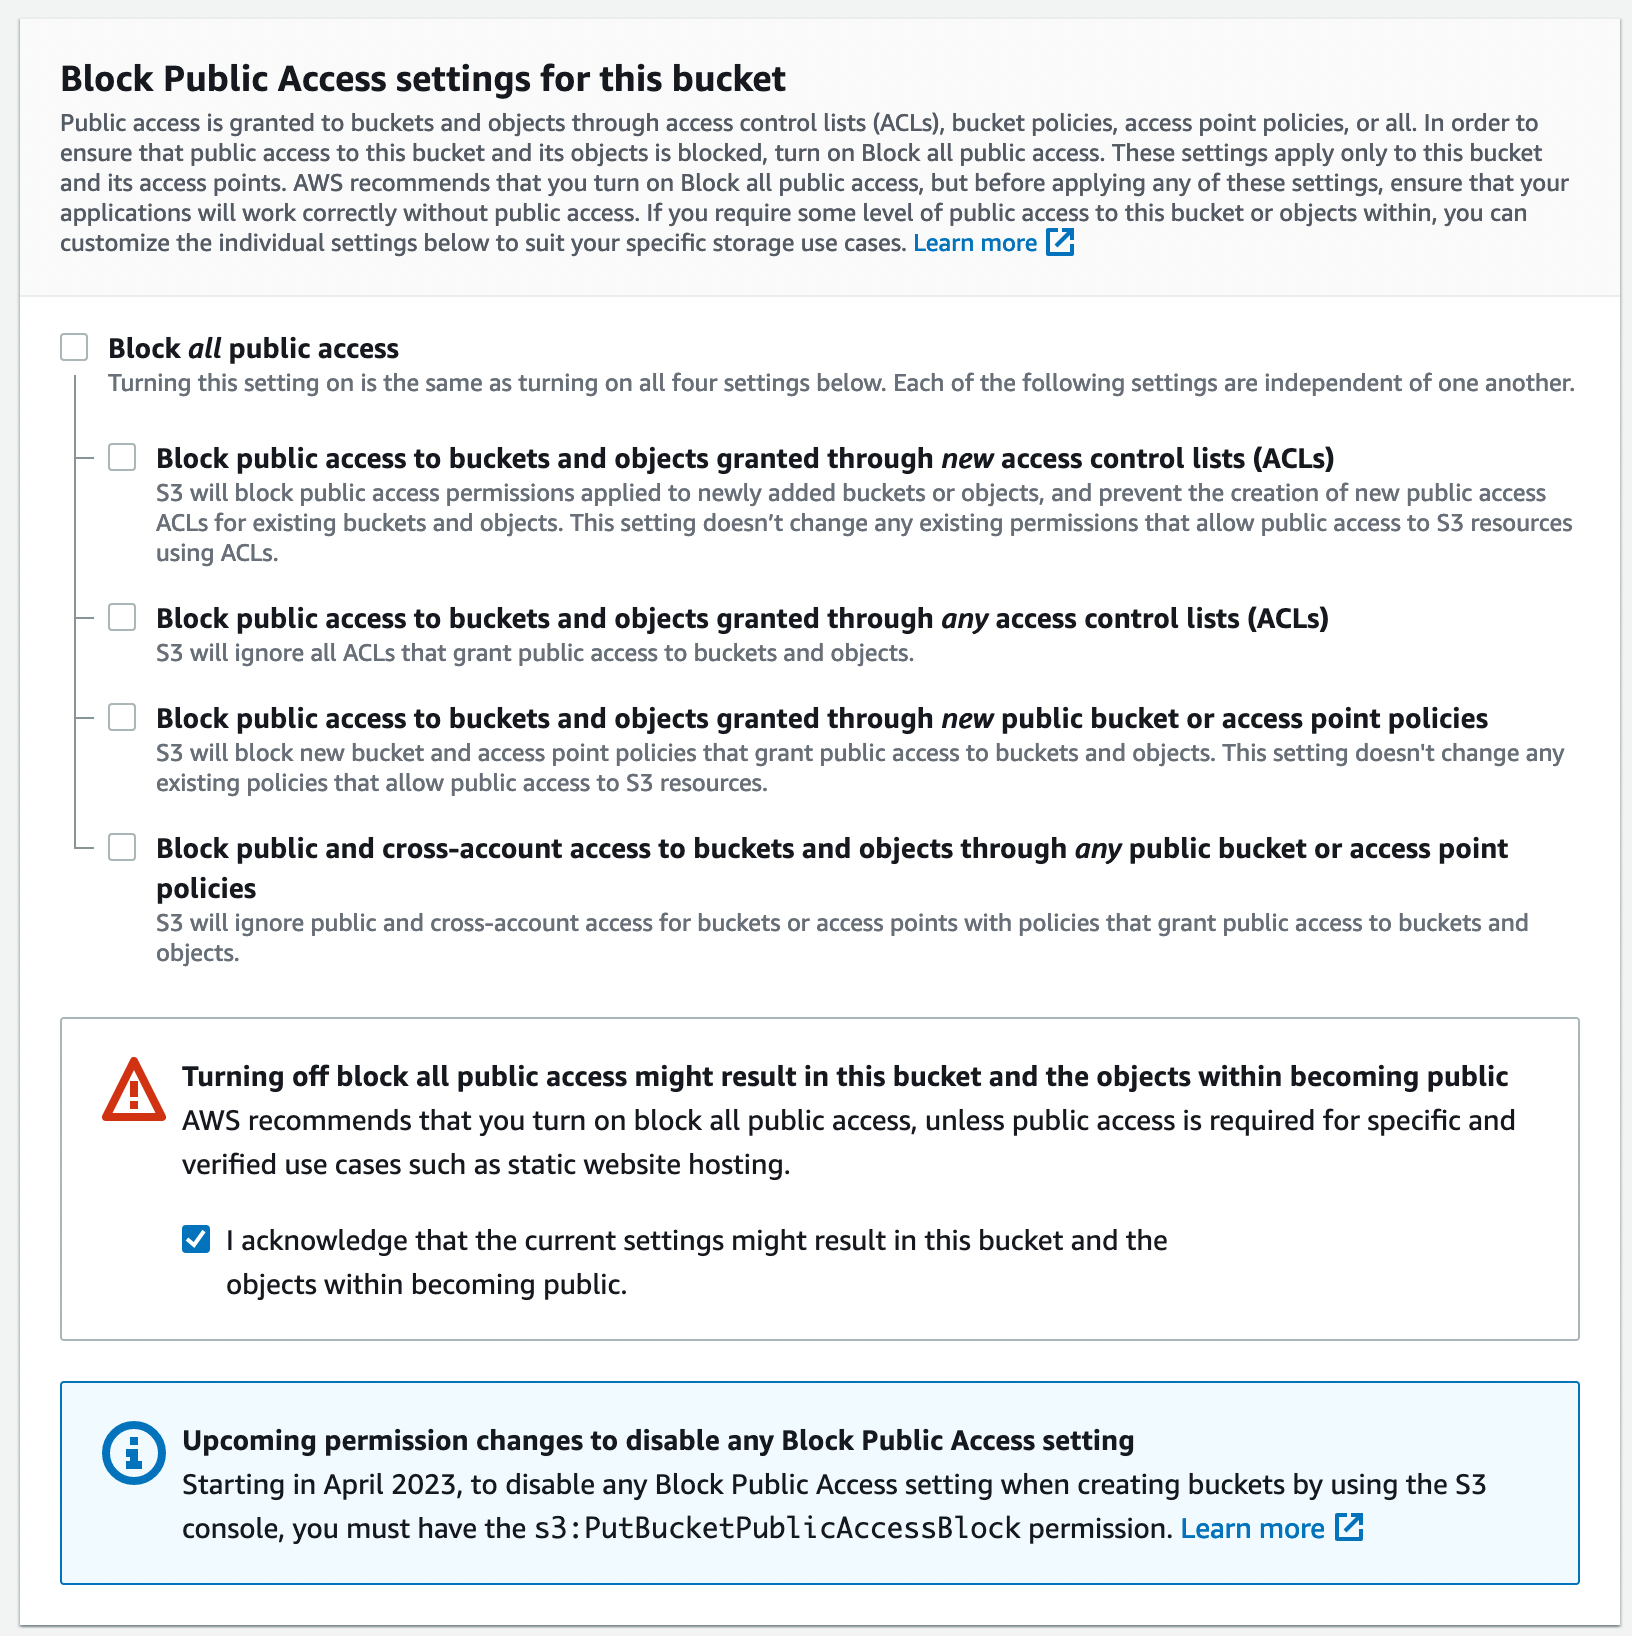 Block Public Access settings for this bucket
Public access is granted to buckets and objects through access control lists (ACLs), bucket policies, access point policies, or all. In order to
ensure that public access to this bucket and its objects is blocked, turn on Block all public access. These settings apply only to this bucket
and its access points. AWS recommends that you turn on Block all public access, but before applying any of these settings, ensure that your
applications will work correctly without public access. If you require some level of public access to this bucket or objects within, you can
customize the individual settings below to suit your specific storage use cases. Learn more
Block all public access
Turning this setting on is the same as turning on all four settings below. Each of the following settings are independent of one another.
Block public access to buckets and objects granted through new access control lists (ACLs)
S3 will block public access permissions applied to newly added buckets or objects, and prevent the creation of new public access
ACLs for existing buckets and objects. This setting doesn’t change any existing permissions that allow public access to S3 resources
using ACLs.
Block public access to buckets and objects granted through any access control lists (ACLs)
S3 will ignore all ACLs that grant public access to buckets and objects.
Block public access to buckets and objects granted through new public bucket or access point policies
S3 will block new bucket and access point policies that grant public access to buckets and objects. This setting doesn't change any
existing policies that allow public access to S3 resources.
Block public and cross-account access to buckets and objects through any public bucket or access point
policies
S3 will ignore public and cross-account access for buckets or access points with policies that grant public access to buckets and
objects.
Turning off block all public access might result in this bucket and the objects within becoming public
AWS recommends that you turn on block all public access, unless public access is required for specific and
verified use cases such as static website hosting.
I acknowledge that the current settings might result in this bucket and the
objects within becoming public.
Upcoming permission changes to disable any Block Public Access setting
Starting in April 2023, to disable any Block Public Access setting when creating buckets by using the S3
console, you must have the s3:PutBucketPublicAccessBlock permission. Learn more